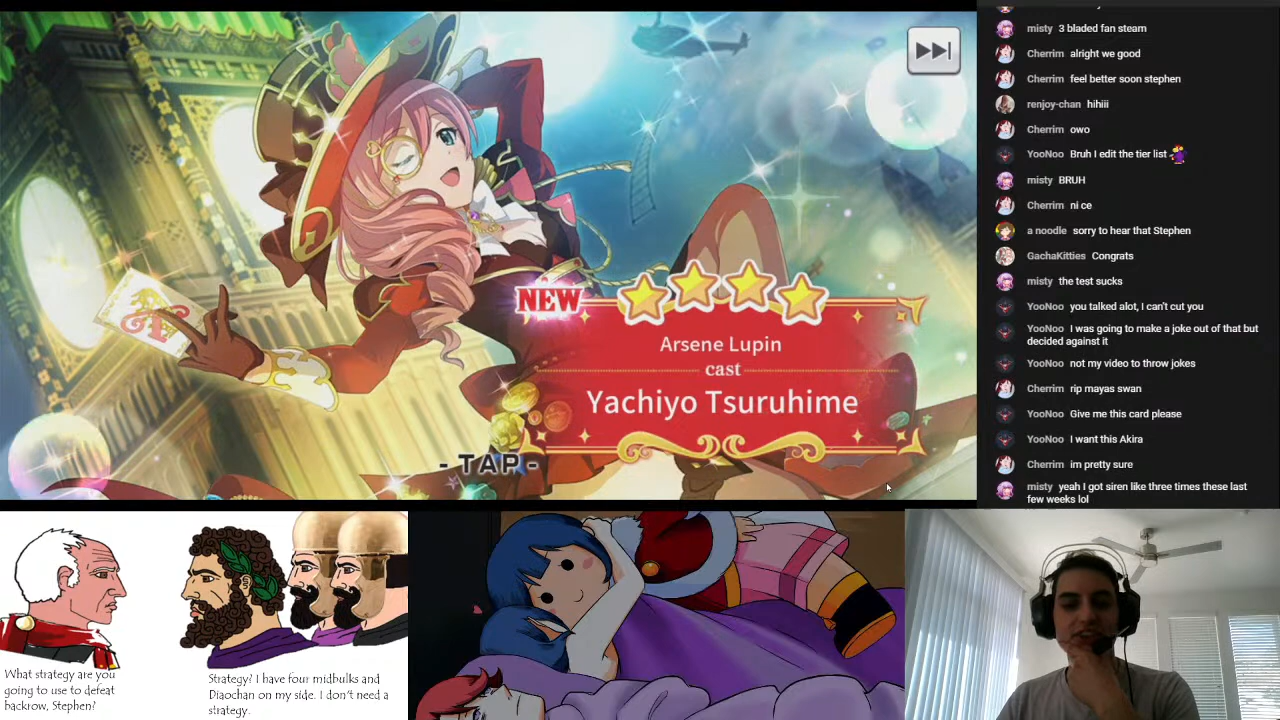 NEW
Arsene Lupin
cast
Yachiyo Tsuruhime
- TAP -
misty 3 bladed fan steam
Cherrim alright we good
Cherrim feel better soon stephen
renjoy-chan hihiii
Cherrim owo
YooNoo Bruh I edit the tier list
misty BRUH
Cherrim ni ce
a noodle sorry to hear that Stephen
GachaKitties Congrats
misty the test sucks
YooNoo you talked alot, I can't cut you
YooNoo I was going to make a joke out of that but
decided against it
YooNoo not my video to throw jokes
Cherrim rip mayas swan
YooNoo Give me this card please
YooNoo I want this Akira
Cherrim im pretty sure
misty yeah I got siren like three times these last
few weeks lol
What strategy are you
going to use to defeat
hackrow, Stephen?
Strategy? I have four midbulks and
Diaochan on my side. I don't need a
strategy.